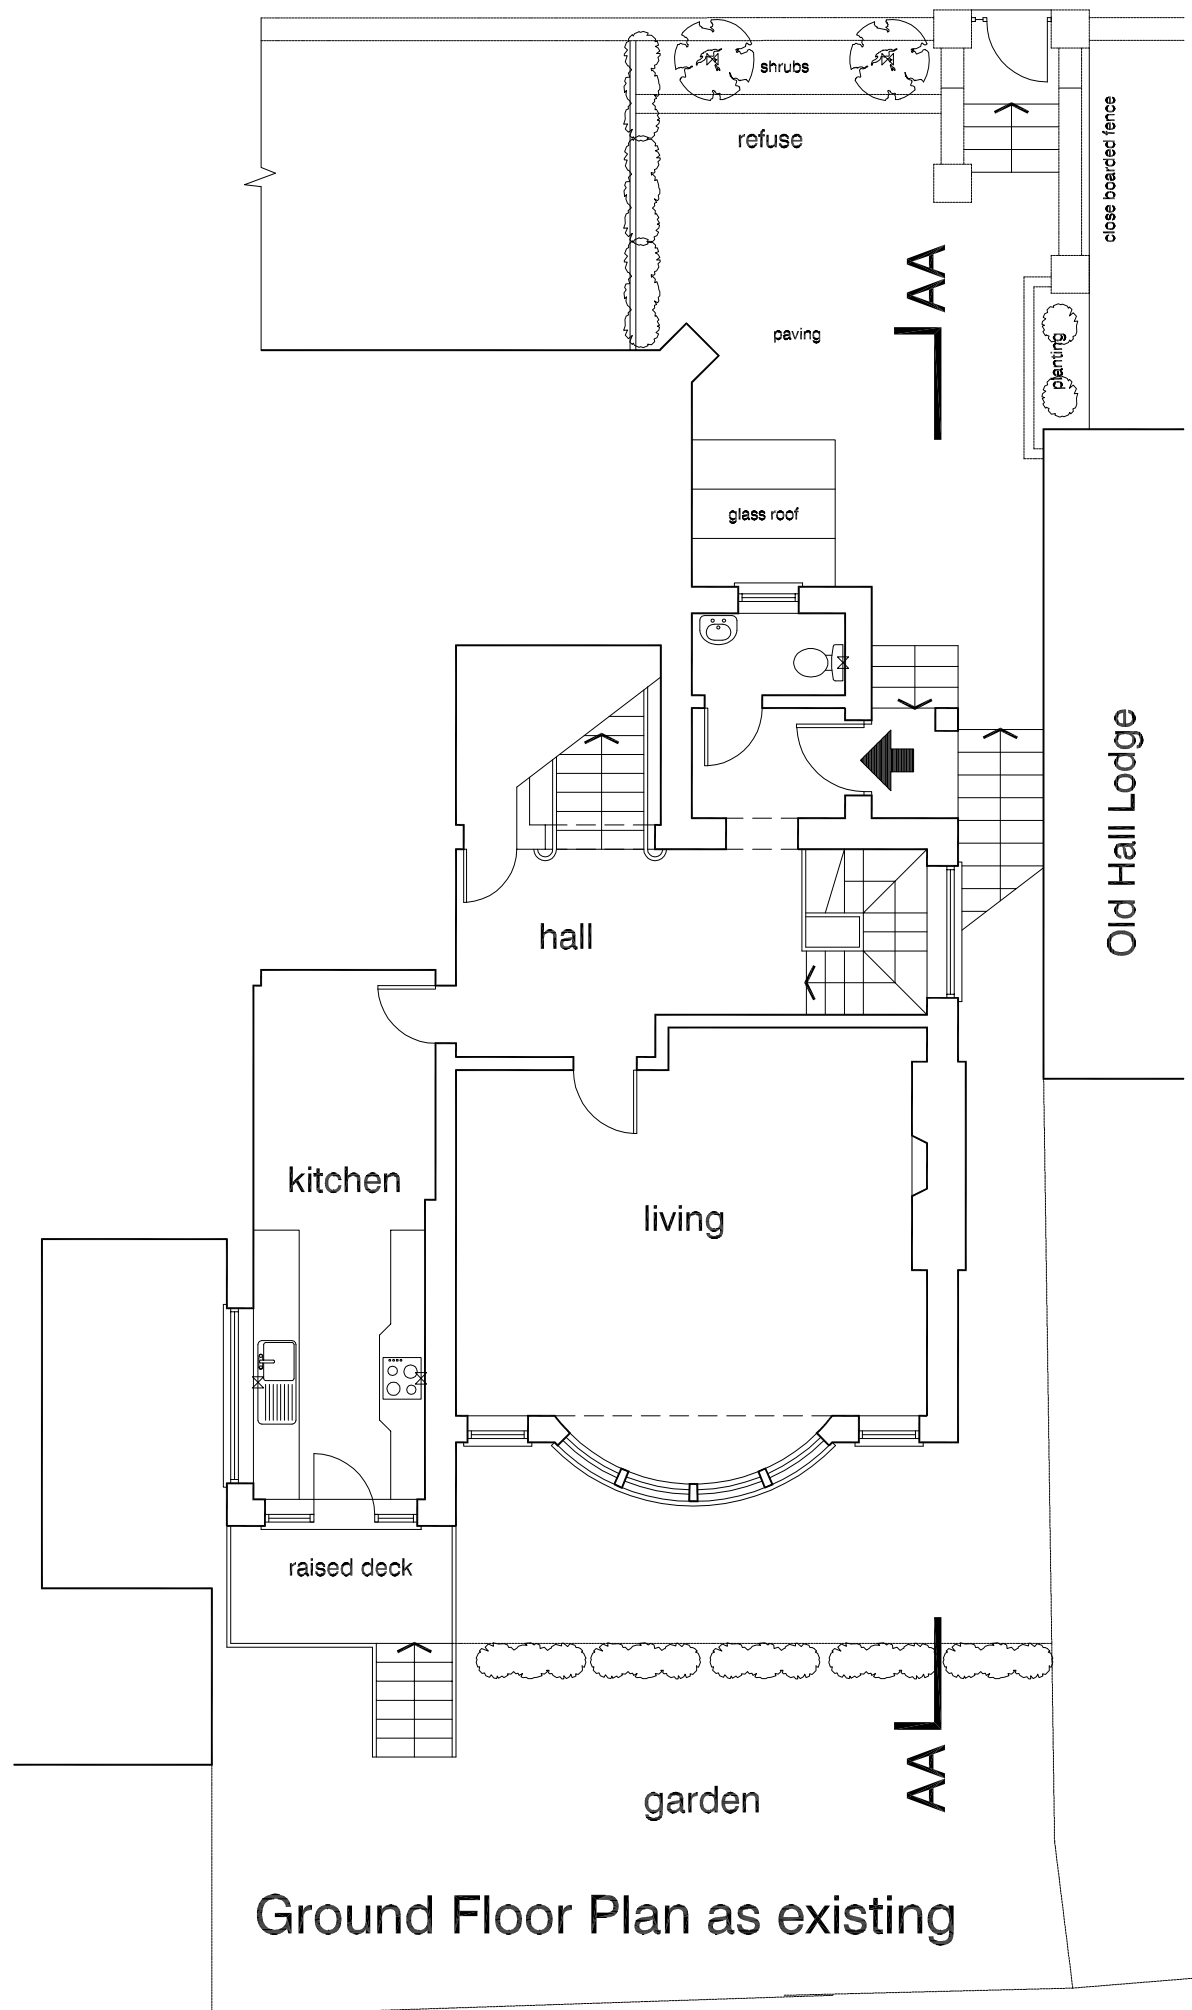 shrubs
refuse
close boarded fence
AA
paving
planting
glass roof
Old Hall Lodge
hall
kitchen
living
raised deck
AA
garden
Ground Floor Plan as existing